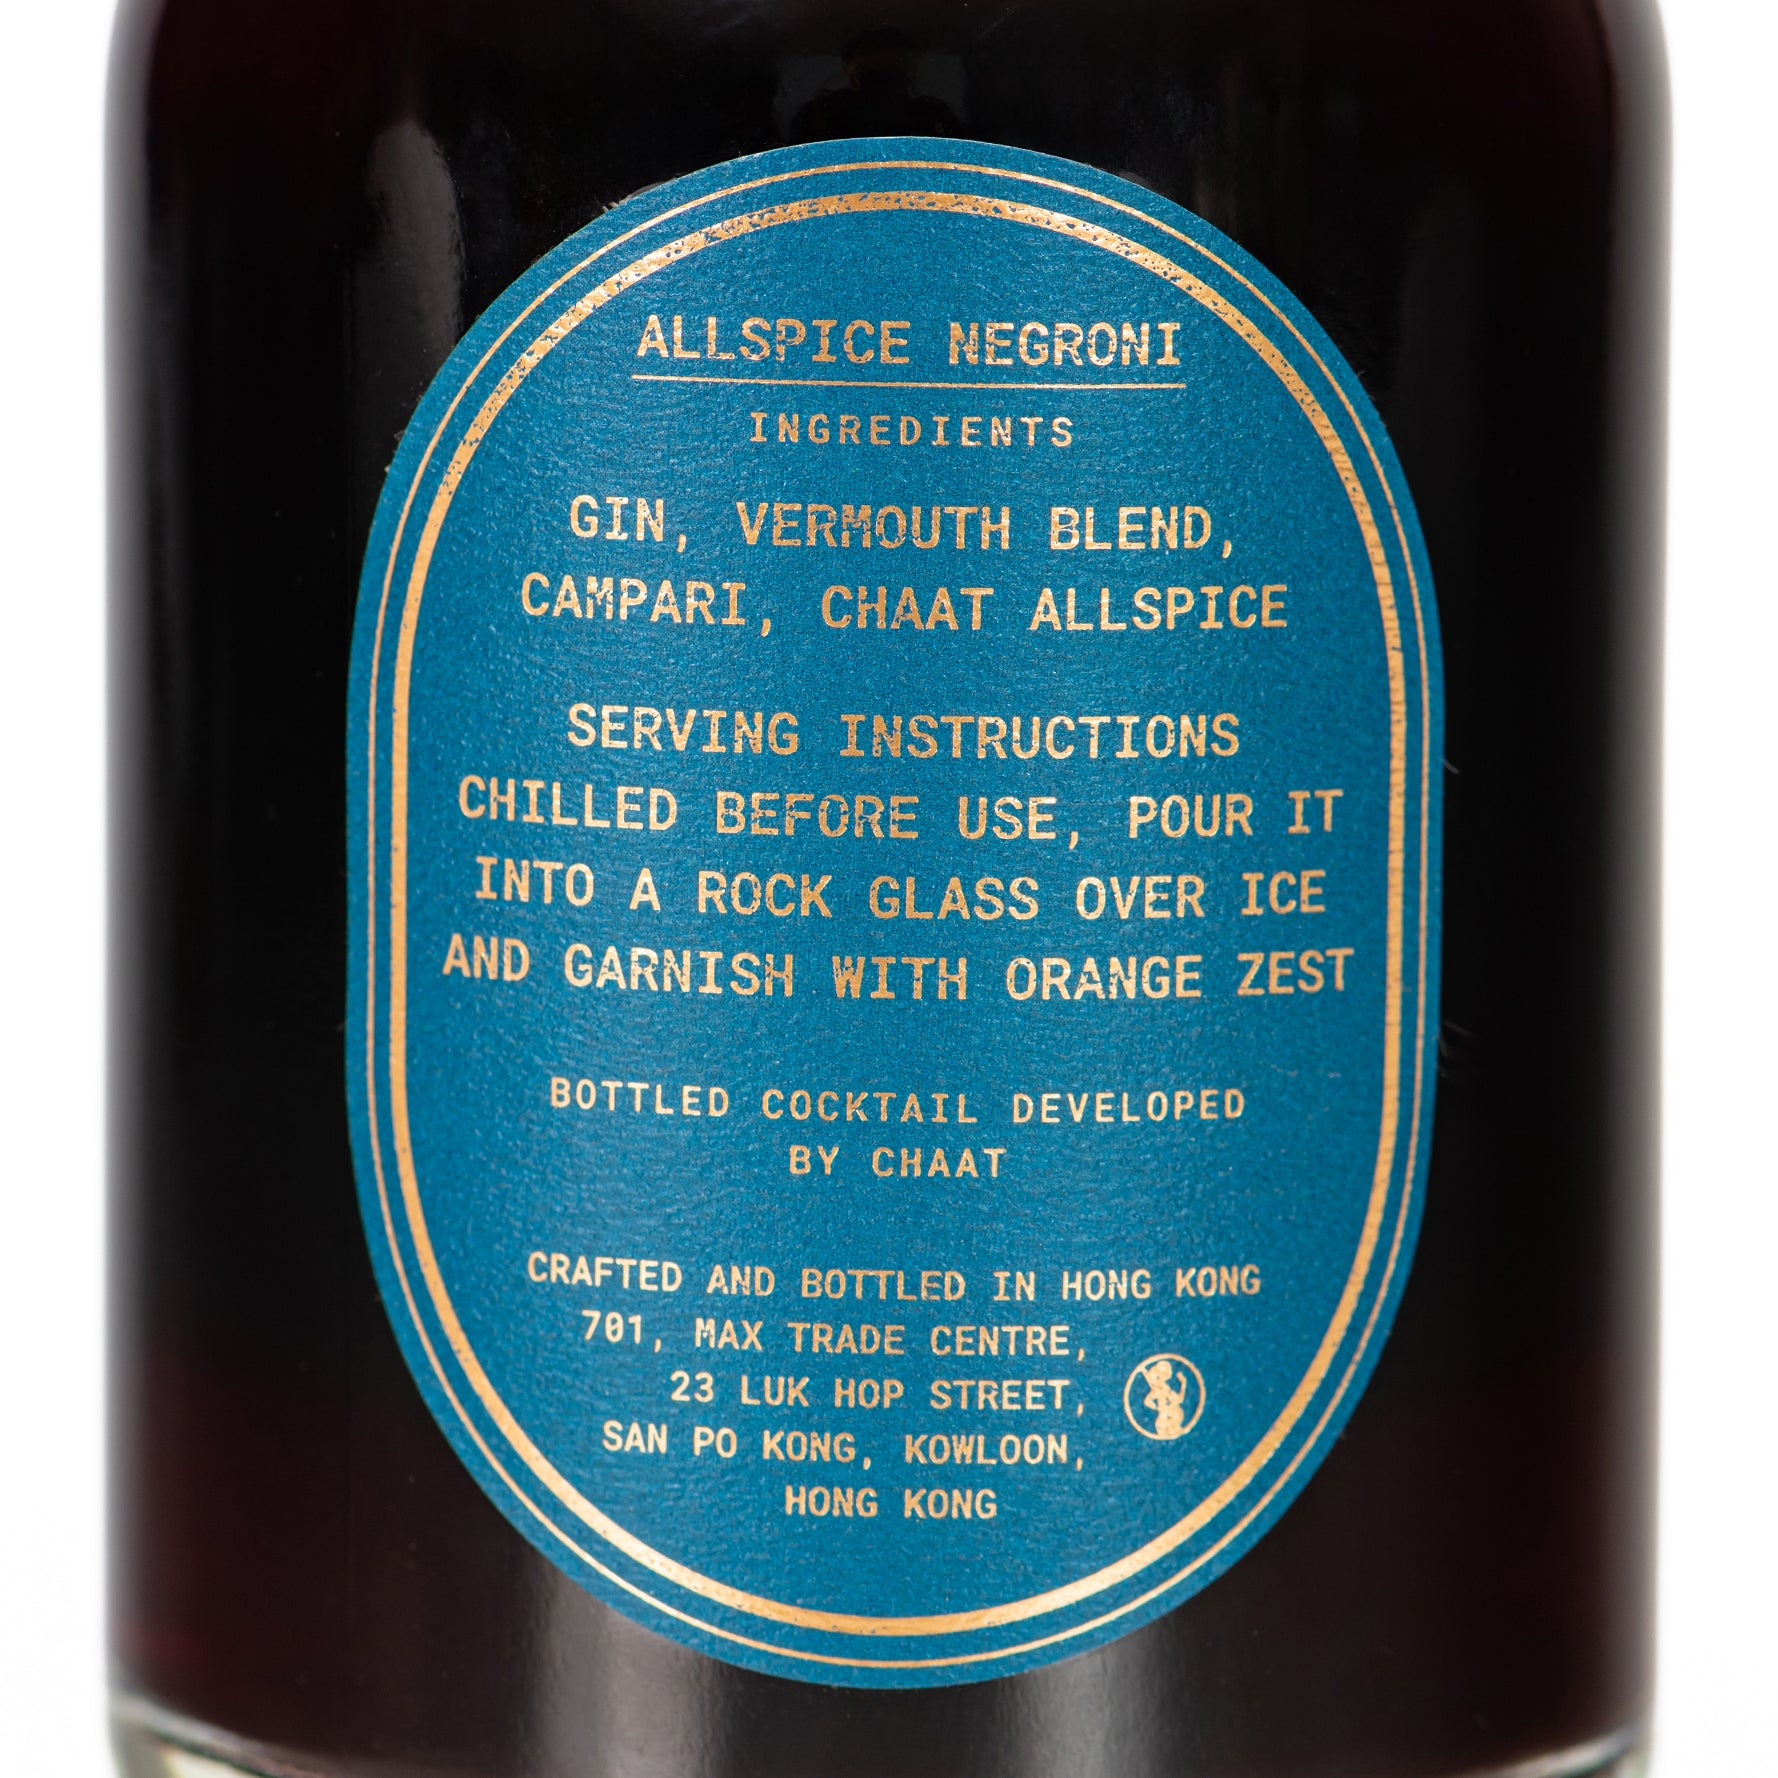 ALLSPICE NEGRONI
INGREDIENTS
GIN, VERMOUTH BLEND,
CAMPARI, CHAAT ALLSPICE
SERVING INSTRUCTIONS
CHILLED BEFORE USE, POUR IT
INTO A ROCK GLASS OVER ICE
AND GARNISH WITH ORANGE ZEST
BOTTLED COCKTAIL DEVELOPED
BY CHAAT
CRAFTED AND BOTTLED IN HONG KONG
701, MAX TRADE CENTRE,
23 LUK HOP STREET,
SAN PO KONG, KOWLOON,
HONG KONG